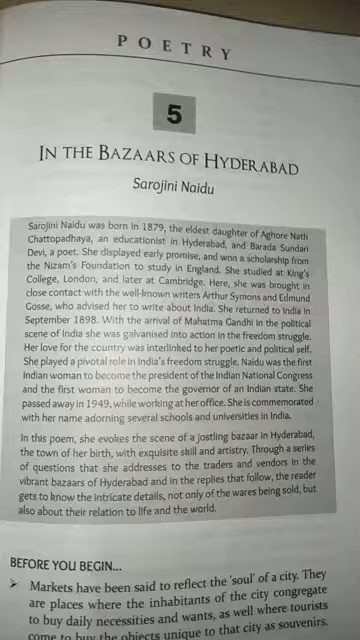 POETRY
5
IN THE BAZAARS OF HYDERABAD
Sarojini Naidu
Sarojini Naidu was born in 1879, the eldest daughter of Aghore Nath
Chattopadhaya, an educationist in Hyderabad, and Barada Sundari
Devi, a poet. She displayed early promise, and won a scholarship from
the Nizam's Foundation to study in England. She studied at King's
College, London, and later at Cambridge. Here, she was brought in
close contact with the well-known writers Arthur Symons and Edmund
Gosse, who advised her to write about India. She returned to India in
September 1898. With the arrival of Mahatma Gandhi in the political
scene of India she was galvanised into action in the freedom struggle.
Her love for the country was interlinked to her poetic and political self.
She played a pivotal role in India's freedom struggle. Naidu was the first
Indian woman to become the president of the Indian National Congress
and the first woman to become the governor of an Indian state. She
passed away in 1949, while working at her office. She is commemorated
with her name adorning several schools and universities in India.
In this poem, she evokes the scene of a jostling bazaar in Hyderabad,
the town of her birth, with exquisite skill and artistry. Through a series
of questions that she addresses to the traders and vendors in the
vibrant bazaars of Hyderabad and in the replies that follow, the reader
gets to know the intricate details, not only of the wares being sold, but
also about their relation to life and the world.
BEFORE YOU BEGIN...
➤ Markets have been said to reflect the 'soul' of a city. They
are places where the inhabitants of the city congregate
to buy daily necessities and wants, as well where tourists
come to buy the objects unique to that city as souvenirs.